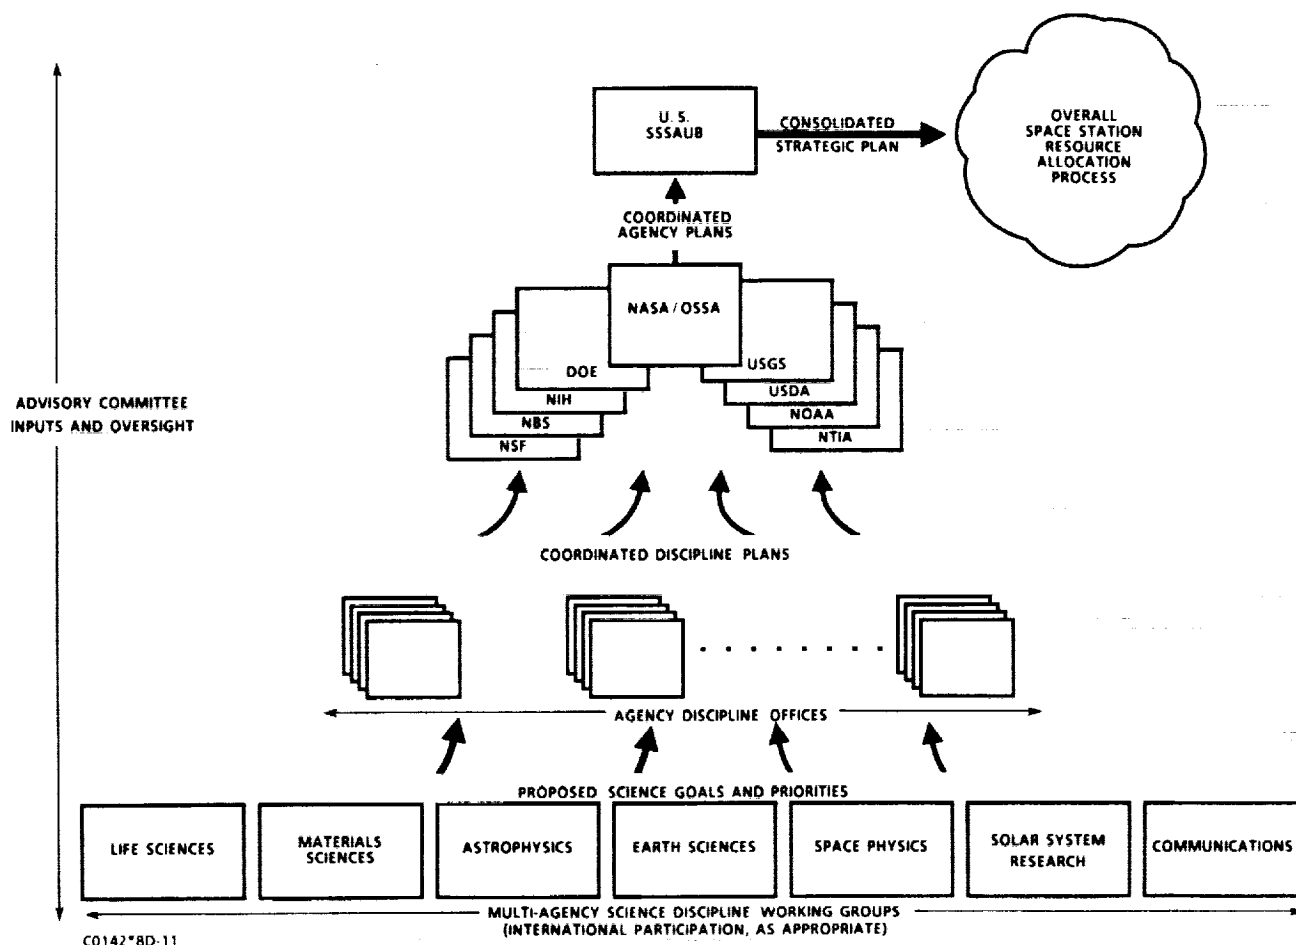 U. S.
SSSAUB
CONSOLIDATED
STRATEGIC PLAN
OVERALL
SPACE STATION
RESOURCE
ALLOCATION
PROCESS
COORDINATED
AGENCY PLANS
NASA / OSSA
DOE
NIH
NBS
NSF
USGS
USDA
NOAA
NTIA
ADVISORY COMMITTEE
INPUTS AND OVERSIGHT
COORDINATED DISCIPLINE PLANS
AGENCY DISCIPLINE OFFICES
PROPOSED SCIENCE GOALS AND PRIORITIES
LIFE SCIENCES
MATERIALS
SCIENCES
ASTROPHYSICS
EARTH SCIENCES
SPACE PHYSICS
SOLAR SYSTEM
RESEARCH
COMMUNICATIONS
MULTI-AGENCY SCIENCE DISCIPLINE WORKING GROUPS
(INTERNATIONAL PARTICIPATION, AS APPROPRIATE)
C0142*8D-11